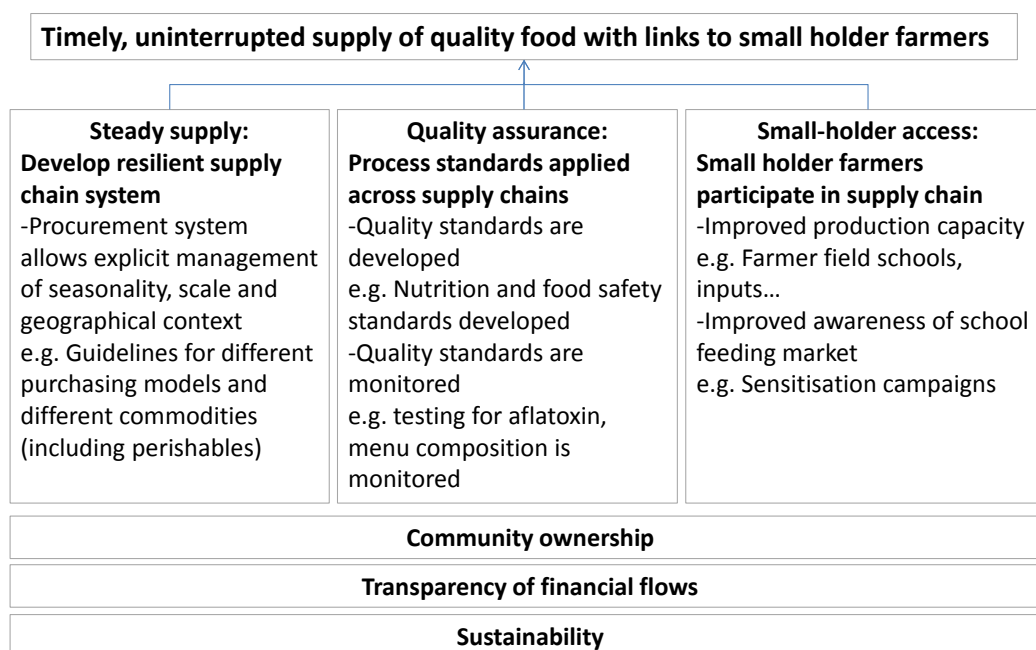 Timely, uninterrupted supply of quality food with links to small holder farmers
Steady supply:
Develop resilient supply
chain system
-Procurement system
allows explicit management
of seasonality, scale and
geographical context
e.g. Guidelines for different
purchasing models and
different commodities
(including perishables)
Quality assurance:
Process standards applied
across supply chains
-Quality standards are
developed
e.g. Nutrition and food safety
standards developed
-Quality standards are
monitored
e.g. testing for aflatoxin,
menu composition is
monitored
Small-holder access:
Small holder farmers
participate in supply chain
-Improved production capacity
e.g. Farmer field schools,
inputs…
-Improved awareness of school
feeding market
e.g. Sensitisation campaigns
Community ownership
Transparency of financial flows
Sustainability